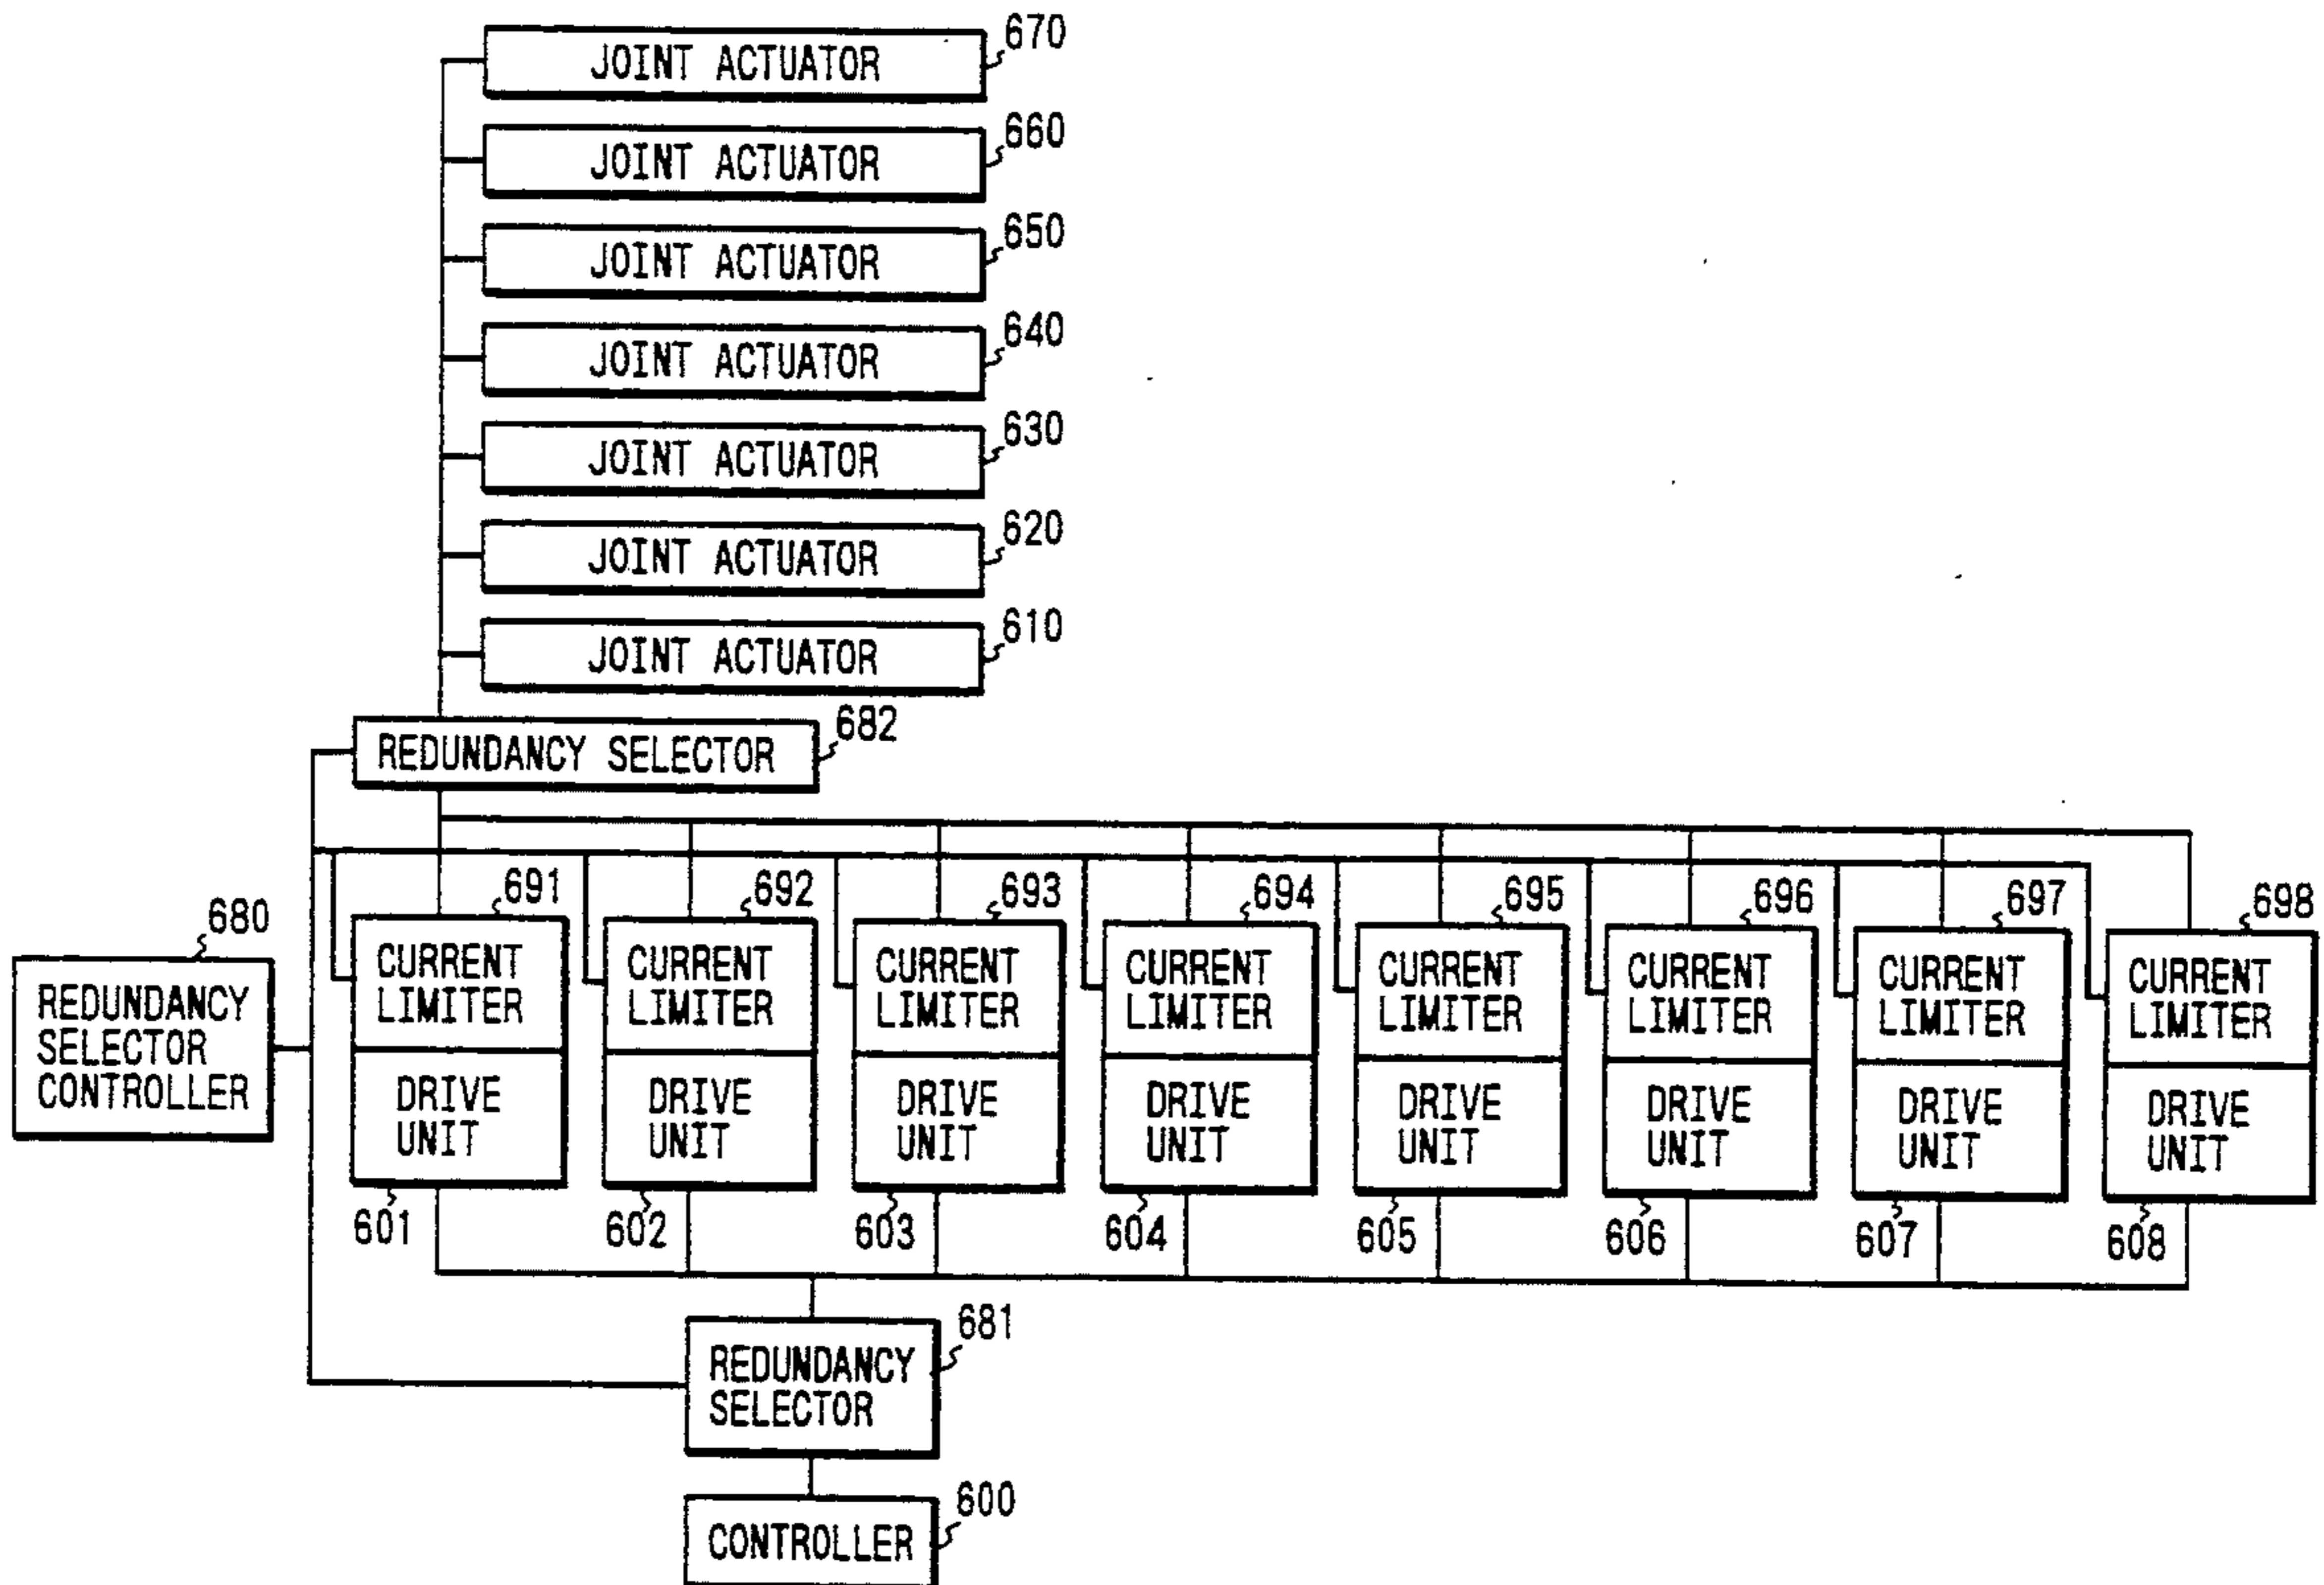 670
JOINT ACTUATOR
660
JOINT ACTUATOR
650
JOINT ACTUATOR
640
JOINT ACTUATOR
630
JOINT ACTUATOR
620
JOINT ACTUATOR
610
JOINT ACTUATOR
682
REDUNDANCY SELECTOR
680
REDUNDANCY
SELECTOR
CONTROLLER
691
CURRENT
LIMITER
DRIVE
UNIT
601
692
CURRENT
LIMITER
DRIVE
UNIT
602
693
CURRENT
LIMITER
DRIVE
UNIT
603
694
CURRENT
LIMITER
DRIVE
UNIT
604
695
CURRENT
LIMITER
DRIVE
UNIT
605
696
CURRENT
LIMITER
DRIVE
UNIT
606
697
CURRENT
LIMITER
DRIVE
UNIT
607
698
CURRENT
LIMITER
DRIVE
UNIT
608
681
REDUNDANCY
SELECTOR
600
CONTROLLER